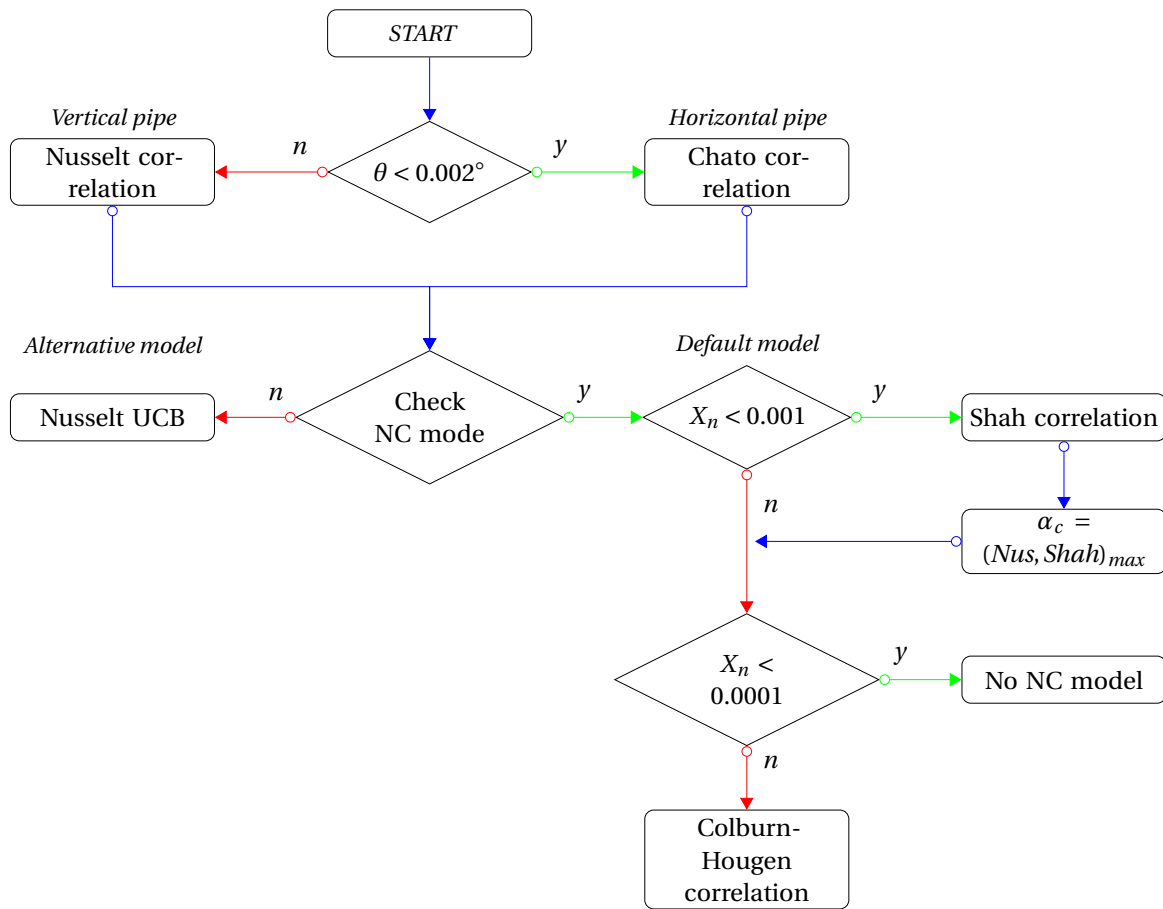 START
Vertical pipe
Horizontal pipe
n
y
Nusselt cor-
relation
θ < 0.002°
Chato cor-
relation
Alternative model
Default model
n
y
y
Nusselt UCB
Check
NC mode
Xₙ < 0.001
Shah correlation
n
α_c =
(Nus, Shah)_max
y
Xₙ <
0.0001
No NC model
n
Colburn-
Hougen
correlation